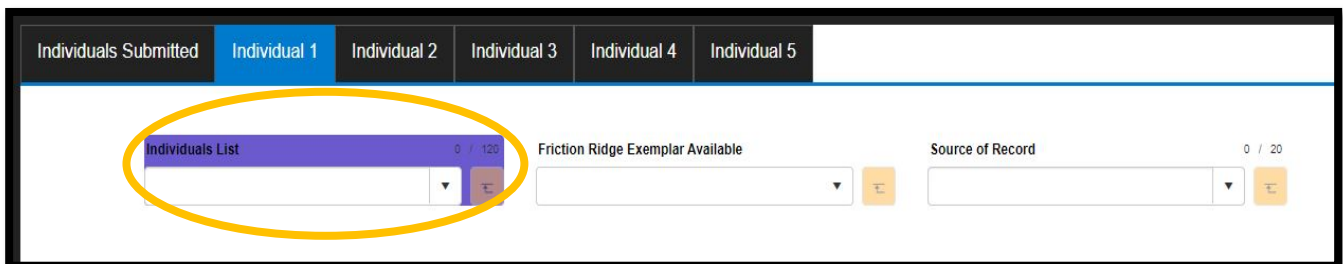 Individuals Submitted Individual 1 Individual 2 Individual 3 Individual 4 Individual 5
Individuals List 0 / 120 Friction Ridge Exemplar Available Source of Record 0 / 20